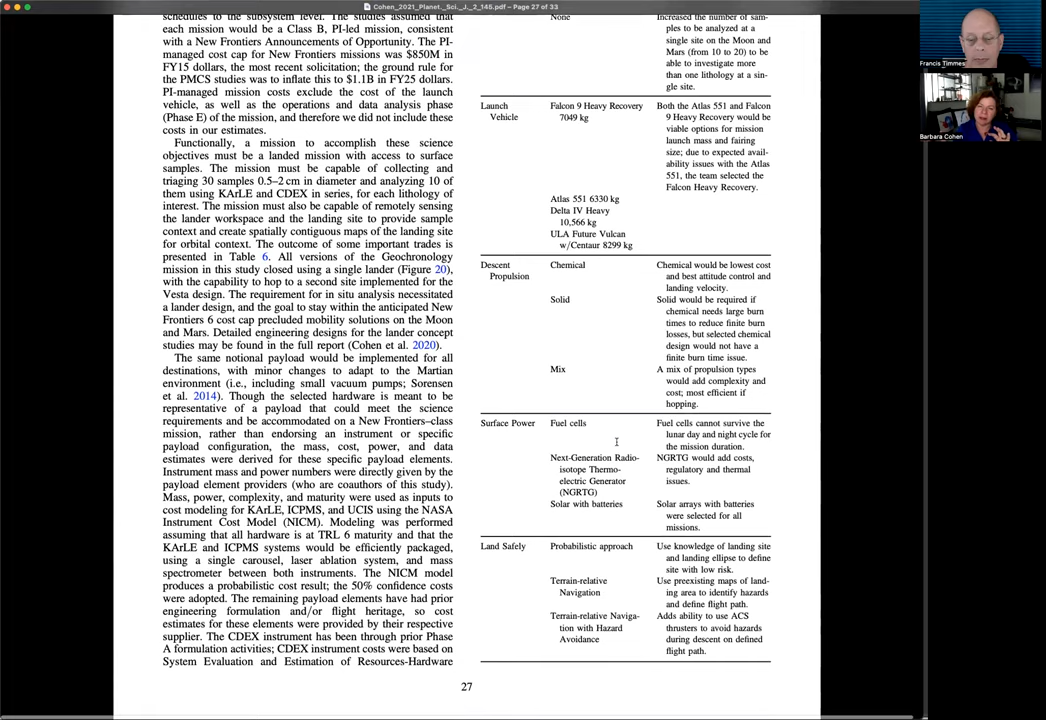 Cohen_2021_Planet._Sci._J._2_145.pdf – Page 27 of 33
schedules to the subsystem level. The studies assumed that
each mission would be a Class B, PI-led mission, consistent
with a New Frontiers Announcements of Opportunity. The PI-
managed cost cap for New Frontiers missions was $850M in
FY15 dollars, the most recent solicitation; the ground rule for
the PMCS studies was to inflate this to $1.1B in FY25 dollars.
PI-managed mission costs exclude the cost of the launch
vehicle, as well as the operations and data analysis phase
(Phase E) of the mission, and therefore we did not include these
costs in our estimates.
Functionally, a mission to accomplish these science
objectives must be a landed mission with access to surface
samples. The mission must be capable of collecting and
triaging 30 samples 0.5–2 cm in diameter and analyzing 10 of
them using KArLE and CDEX in series, for each lithology of
interest. The mission must also be capable of remotely sensing
the lander workspace and the landing site to provide sample
context and create spatially contiguous maps of the landing site
for orbital context. The outcome of some important trades is
presented in Table 6. All versions of the Geochronology
mission in this study closed using a single lander (Figure 20),
with the capability to hop to a second site implemented for the
Vesta design. The requirement for in situ analysis necessitated
a lander design, and the goal to stay within the anticipated New
Frontiers 6 cost cap precluded mobility solutions on the Moon
and Mars. Detailed engineering designs for the lander concept
studies may be found in the full report (Cohen et al. 2020).
The same notional payload would be implemented for all
destinations, with minor changes to adapt to the Martian
environment (i.e., including small vacuum pumps; Sorensen
et al. 2014). Though the selected hardware is meant to be
representative of a payload that could meet the science
requirements and be accommodated on a New Frontiers–class
mission, rather than endorsing an instrument or specific
payload configuration, the mass, cost, power, and data
estimates were derived for these specific payload elements.
Instrument mass and power numbers were directly given by the
payload element providers (who are coauthors of this study).
Mass, power, complexity, and maturity were used as inputs to
cost modeling for KArLE, ICPMS, and UCIS using the NASA
Instrument Cost Model (NICM). Modeling was performed
assuming that all hardware is at TRL 6 maturity and that the
KArLE and ICPMS systems would be efficiently packaged,
using a single carousel, laser ablation system, and mass
spectrometer between both instruments. The NICM model
produces a probabilistic cost result; the 50% confidence costs
were adopted. The remaining payload elements have had prior
engineering formulation and/or flight heritage, so cost
estimates for these elements were provided by their respective
supplier. The CDEX instrument has been through prior Phase
A formulation activities; CDEX instrument costs were based on
System Evaluation and Estimation of Resources-Hardware
None
Increased the number of sam-
ples to be analyzed at a
single site on the Moon and
Mars (from 10 to 20) to be
able to investigate more
than one lithology at a sin-
gle site.
Launch
Vehicle
Falcon 9 Heavy Recovery
7049 kg
Both the Atlas 551 and Falcon
9 Heavy Recovery would be
viable options for mission
launch mass and fairing
size; due to expected avail-
ability issues with the Atlas
551, the team selected the
Falcon Heavy Recovery.
Atlas 551 6330 kg
Delta IV Heavy
10,566 kg
ULA Future Vulcan
w/Centaur 8299 kg
Descent
Propulsion
Chemical
Chemical would be lowest cost
and best attitude control and
landing velocity.
Solid
Solid would be required if
chemical needs large burn
times to reduce finite burn
losses, but selected chemical
design would not have a
finite burn time issue.
Mix
A mix of propulsion types
would add complexity and
cost; most efficient if
hopping.
Surface Power
Fuel cells
Fuel cells cannot survive the
lunar day and night cycle for
the mission duration.
Next-Generation Radio-
isotope Thermo-
electric Generator
(NGRTG)
NGRTG would add costs,
regulatory and thermal
issues.
Solar with batteries
Solar arrays with batteries
were selected for all
missions.
Land Safely
Probabilistic approach
Use knowledge of landing site
and landing ellipse to define
site with low risk.
Terrain-relative
Navigation
Use preexisting maps of land-
ing area to identify hazards
and define flight path.
Terrain-relative Naviga-
tion with Hazard
Avoidance
Adds ability to use ACS
thrusters to avoid hazards
during descent on defined
flight path.
27
Francis Timmes
Barbara Cohen